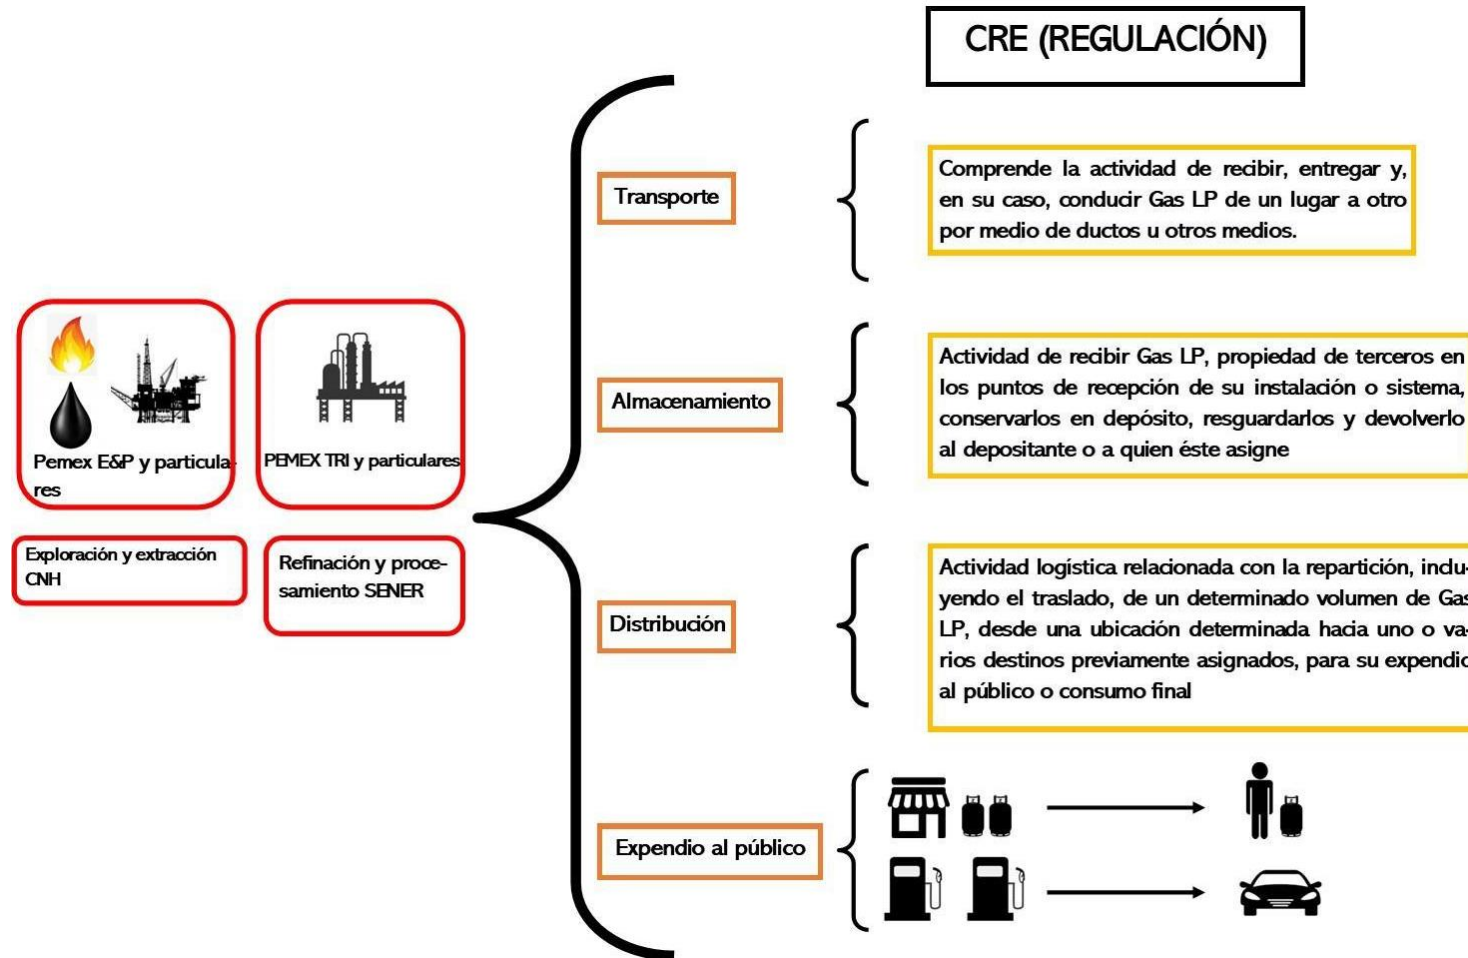 CRE (REGULACIÓN)
Transporte
Comprende la actividad de recibir, entregar y,
en su caso, conducir Gas LP de un lugar a otro
por medio de ductos u otros medios.
Pemex E&P y particula-
res
PEMEX TRI y particulares
Exploración y extracción
CNH
Refinación y proce-
samiento SENER
Almacenamiento
Actividad de recibir Gas LP, propiedad de terceros en
los puntos de recepción de su instalación o sistema,
conservarlos en depósito, resguardarlos y devolverlo
al depositante o a quien éste asigne
Distribución
Actividad logística relacionada con la repartición, inclu-
yendo el traslado, de un determinado volumen de Gas
LP, desde una ubicación determinada hacia uno o va-
rios destinos previamente asignados, para su expendio
al público o consumo final
Expendio al público